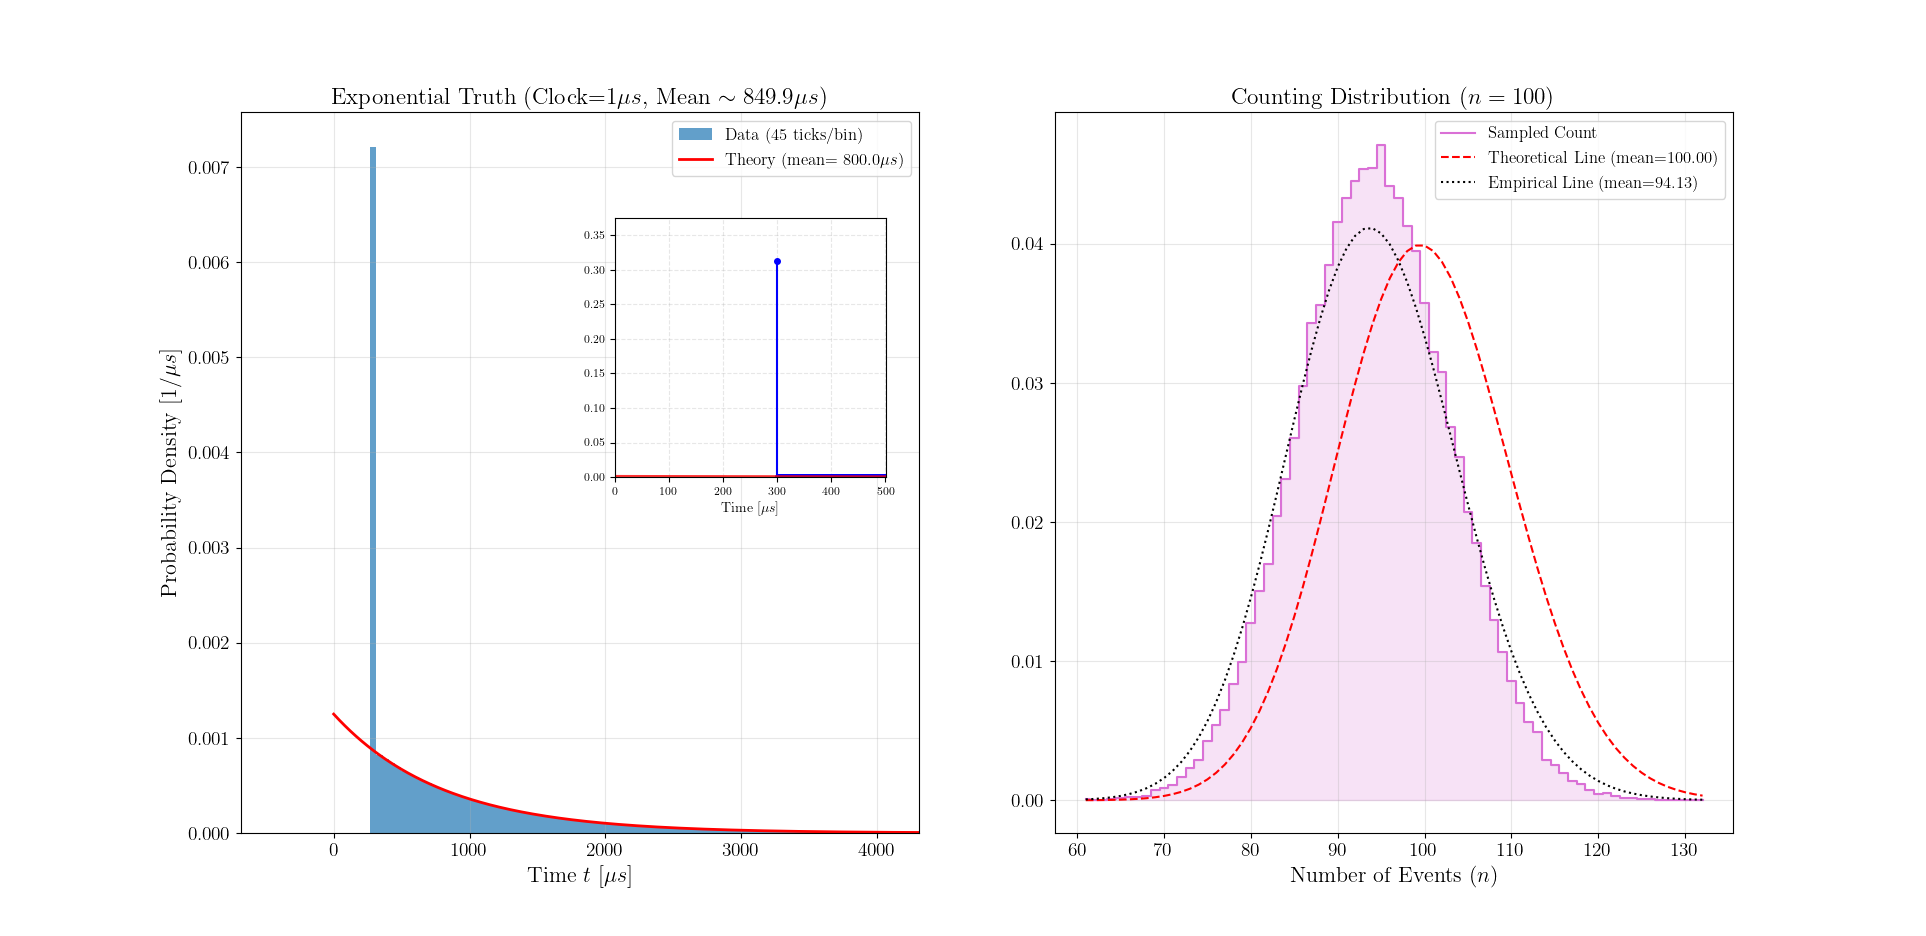 Exponential Truth (Clock=1μs, Mean ∼ 849.9μs)
Data (45 ticks/bin)
Theory (mean= 800.0μs)
Probability Density [1/μs]
0.007
0.006
0.005
0.004
0.003
0.002
0.001
0.000
0 1000 2000 3000 4000
Time t [μs]
0.35
0.30
0.25
0.20
0.15
0.10
0.05
0.00
0 100 200 300 400 500
Time [μs]
Counting Distribution (n = 100)
Sampled Count
Theoretical Line (mean=100.00)
Empirical Line (mean=94.13)
0.04
0.03
0.02
0.01
0.00
60 70 80 90 100 110 120 130
Number of Events (n)